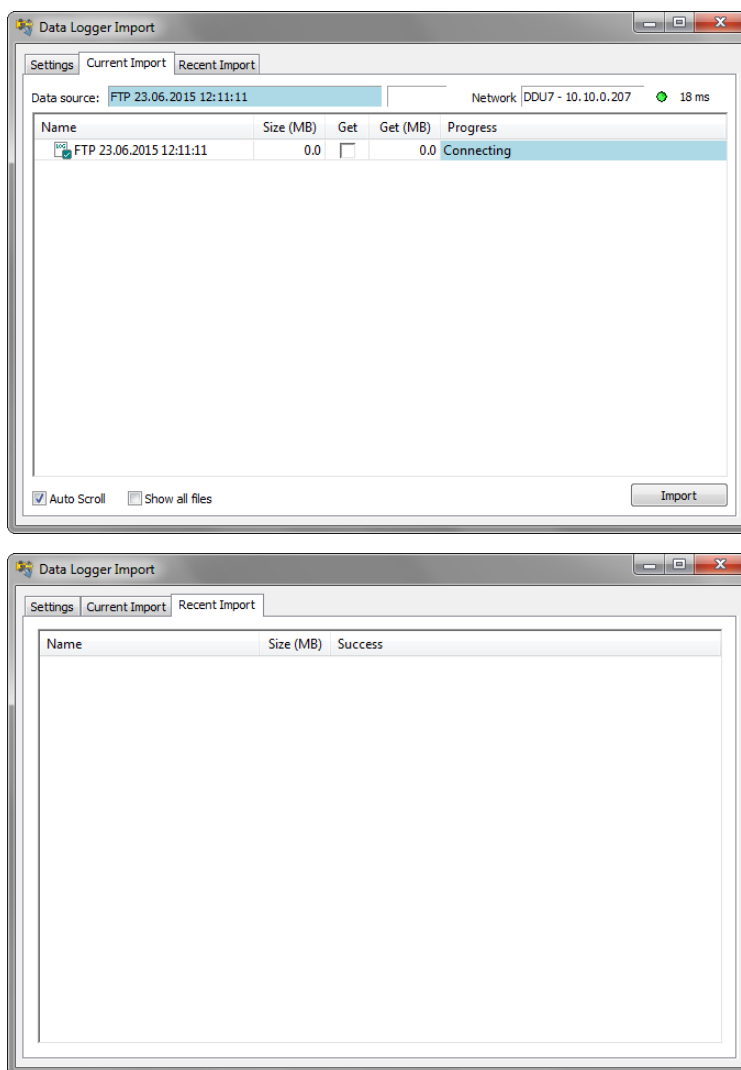 Data Logger Import
Settings Current Import Recent Import
Data source: FTP 23.06.2015 12:11:11 Network DDU7 - 10.10.0.207 18 ms
Name Size (MB) Get Get (MB) Progress
LOG FTP 23.06.2015 12:11:11 0.0 0.0 Connecting
Auto Scroll Show all files Import
Data Logger Import
Settings Current Import Recent Import
Name Size (MB) Success